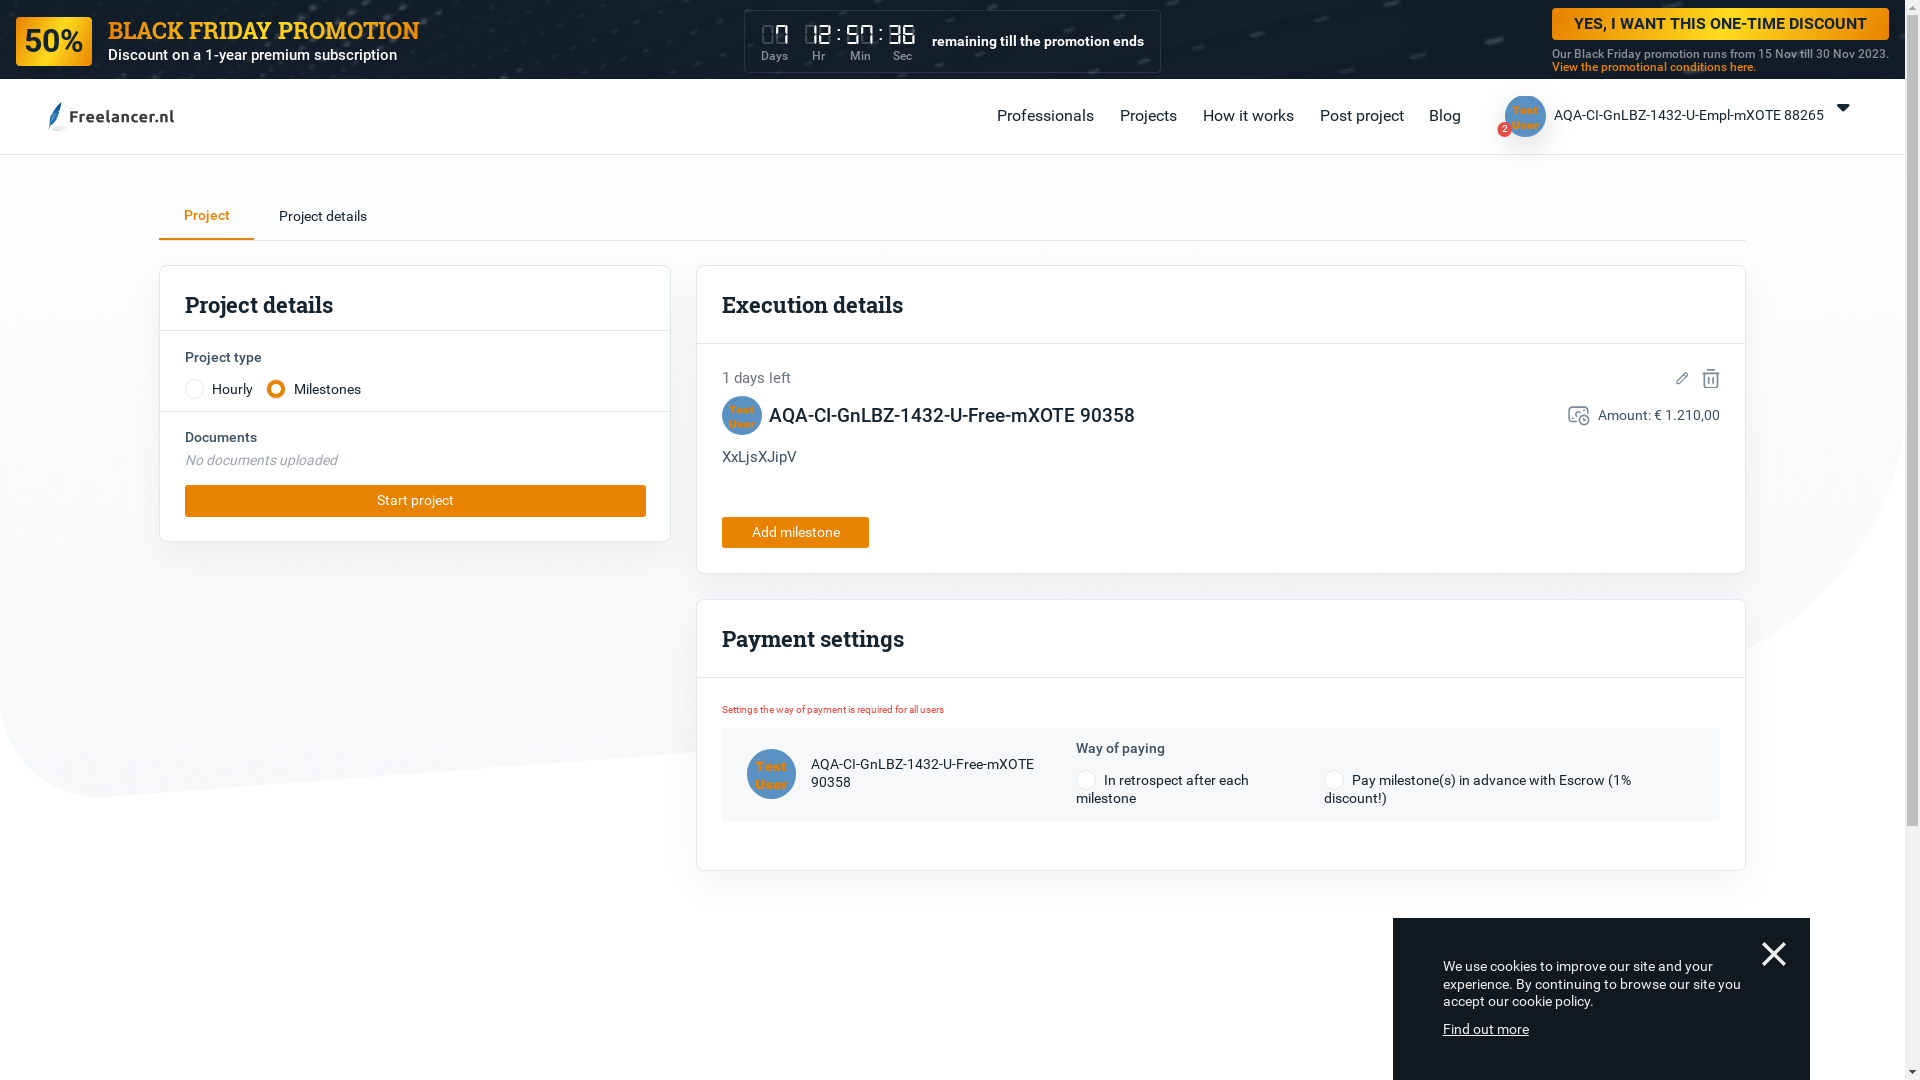 50%
BLACK FRIDAY PROMOTION
Discount on a 1-year premium subscription
7 12 : 57 : 36
Days Hr Min Sec
remaining till the promotion ends
YES, I WANT THIS ONE-TIME DISCOUNT
Our Black Friday promotion runs from 15 Nov till 30 Nov 2023.
View the promotional conditions here.
Freelancer.nl
Professionals
Projects
How it works
Post project
Blog
Test
User
2
AQA-CI-GnLBZ-1432-U-Empl-mXOTE 88265
Project
Project details
Project details
Project type
Hourly
Milestones
Documents
No documents uploaded
Start project
Execution details
1 days left
Test
User
AQA-CI-GnLBZ-1432-U-Free-mXOTE 90358
Amount: € 1.210,00
XxLjsXJipV
Add milestone
Payment settings
Settings the way of payment is required for all users
Test
User
AQA-CI-GnLBZ-1432-U-Free-mXOTE
90358
Way of paying
In retrospect after each
milestone
Pay milestone(s) in advance with Escrow (1%
discount!)
We use cookies to improve our site and your
experience. By continuing to browse our site you
accept our cookie policy.
Find out more